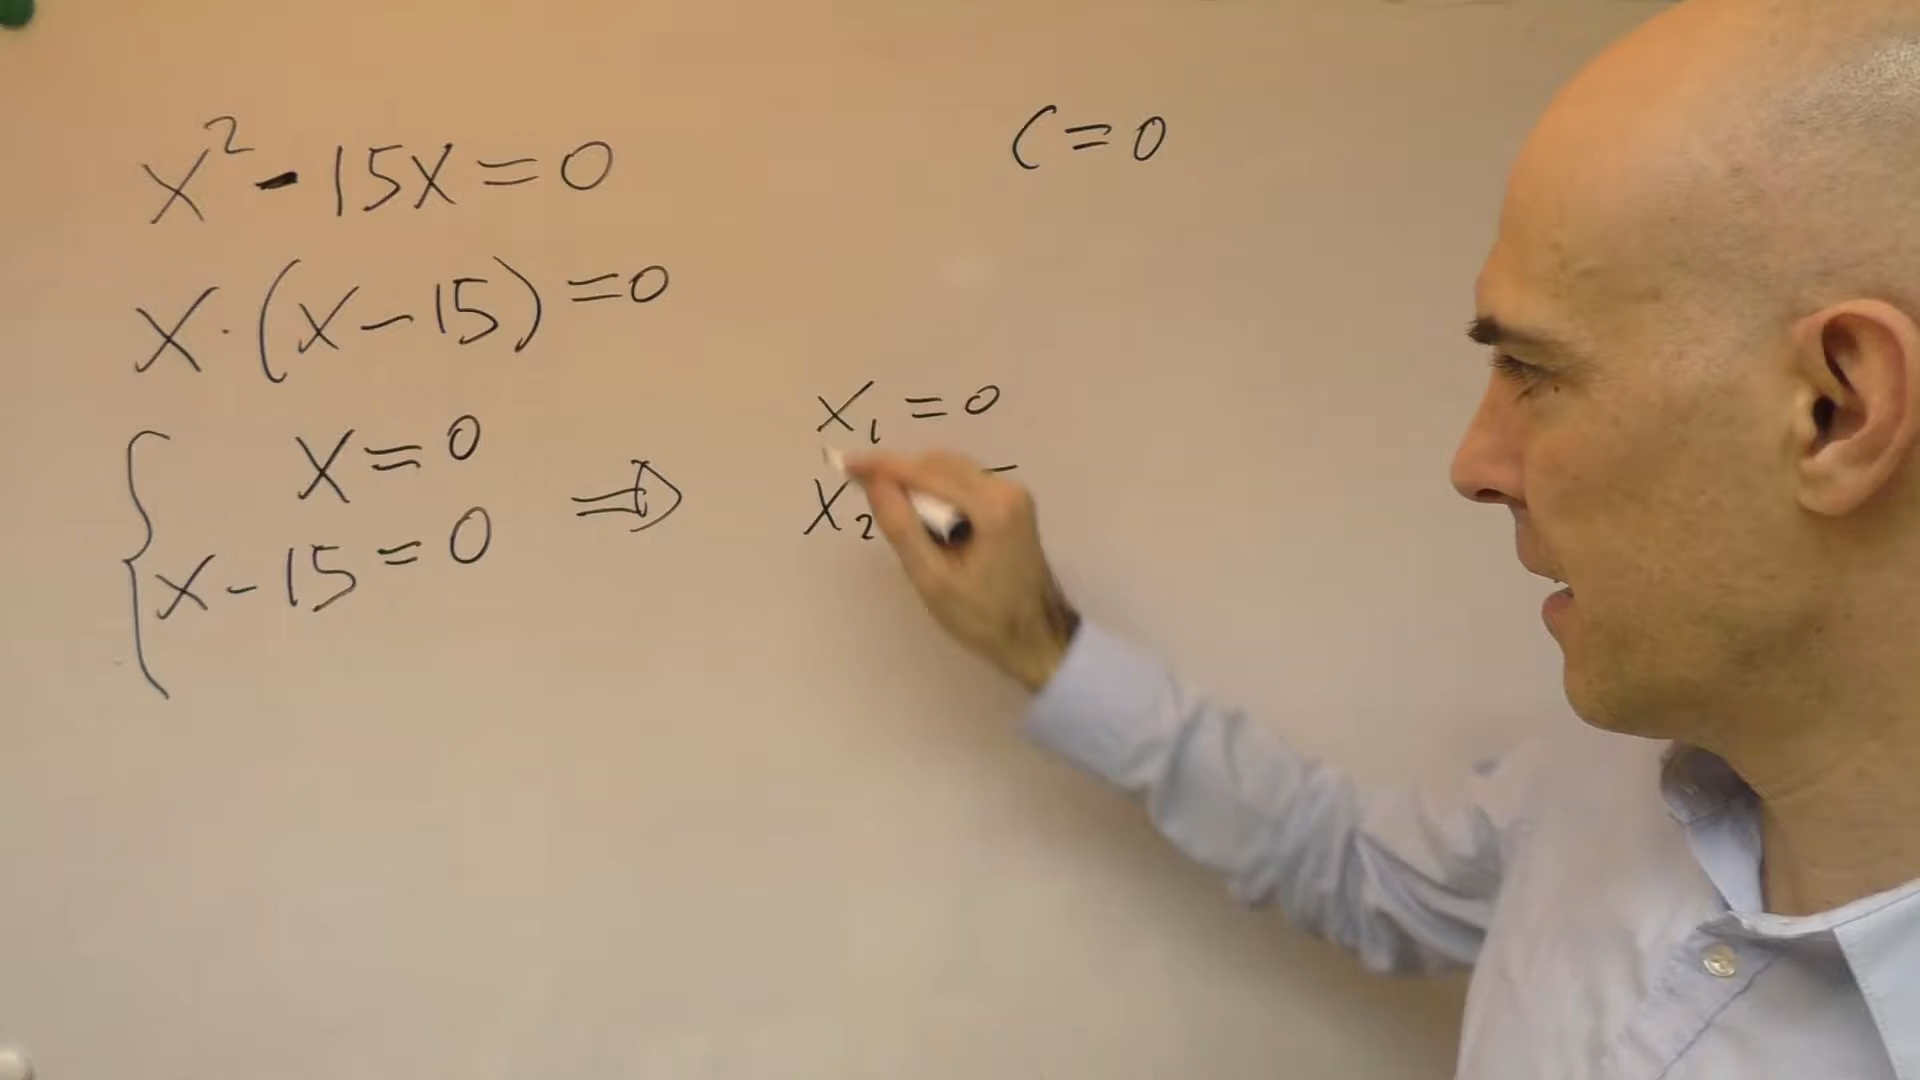 x² - 15x = 0
x · (x - 15) = 0
x = 0
x - 15 = 0
⇒
C = 0
x₁ = 0
x₂